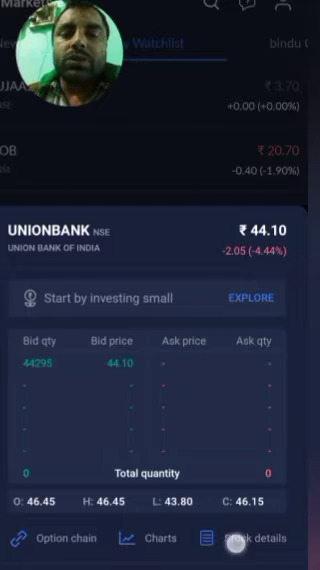 Market
Watchlist
bindu
₹ 3.70
NSE
+0.00 (+0.00%)
OB
₹ 20.70
-0.40 (-1.90%)
UNIONBANK NSE
₹ 44.10
UNION BANK OF INDIA
-2.05 (-4.44%)
Start by investing small
EXPLORE
Bid qty Bid price Ask price Ask qty
44295 44.10 - -
- - - -
- - - -
- - - -
- - - -
0 Total quantity 0
O: 46.45 H: 46.45 L: 43.80 C: 46.15
Option chain Charts Stock details